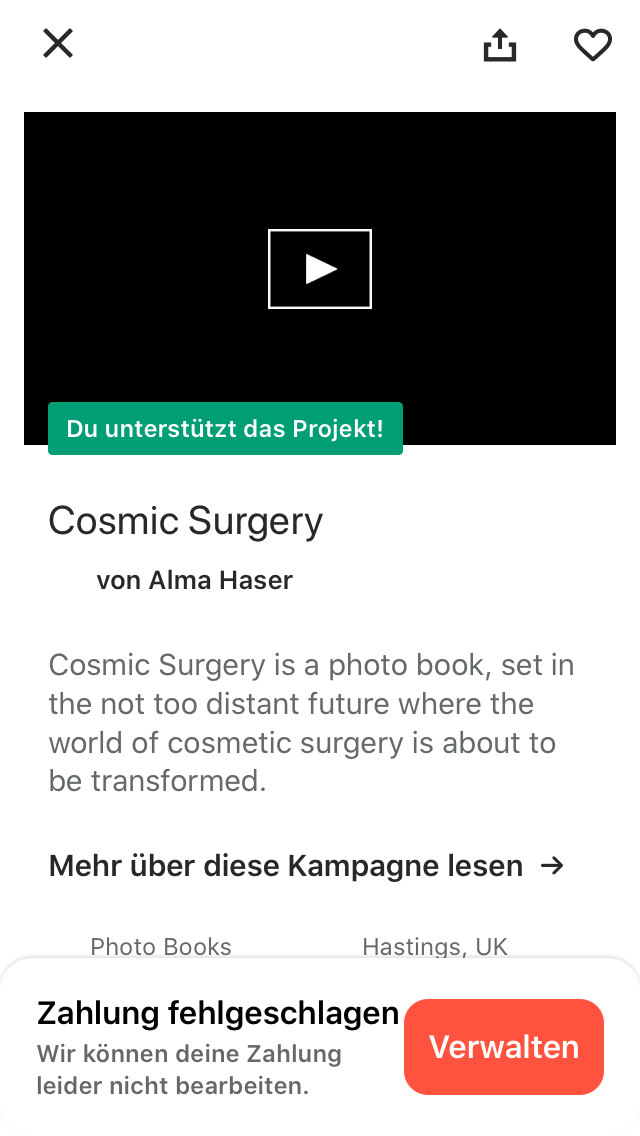 Du unterstützt das Projekt!
Cosmic Surgery
von Alma Haser
Cosmic Surgery is a photo book, set in
the not too distant future where the
world of cosmetic surgery is about to
be transformed.
Mehr über diese Kampagne lesen
Photo Books
Hastings, UK
Zahlung fehlgeschlagen
Wir können deine Zahlung
leider nicht bearbeiten.
Verwalten